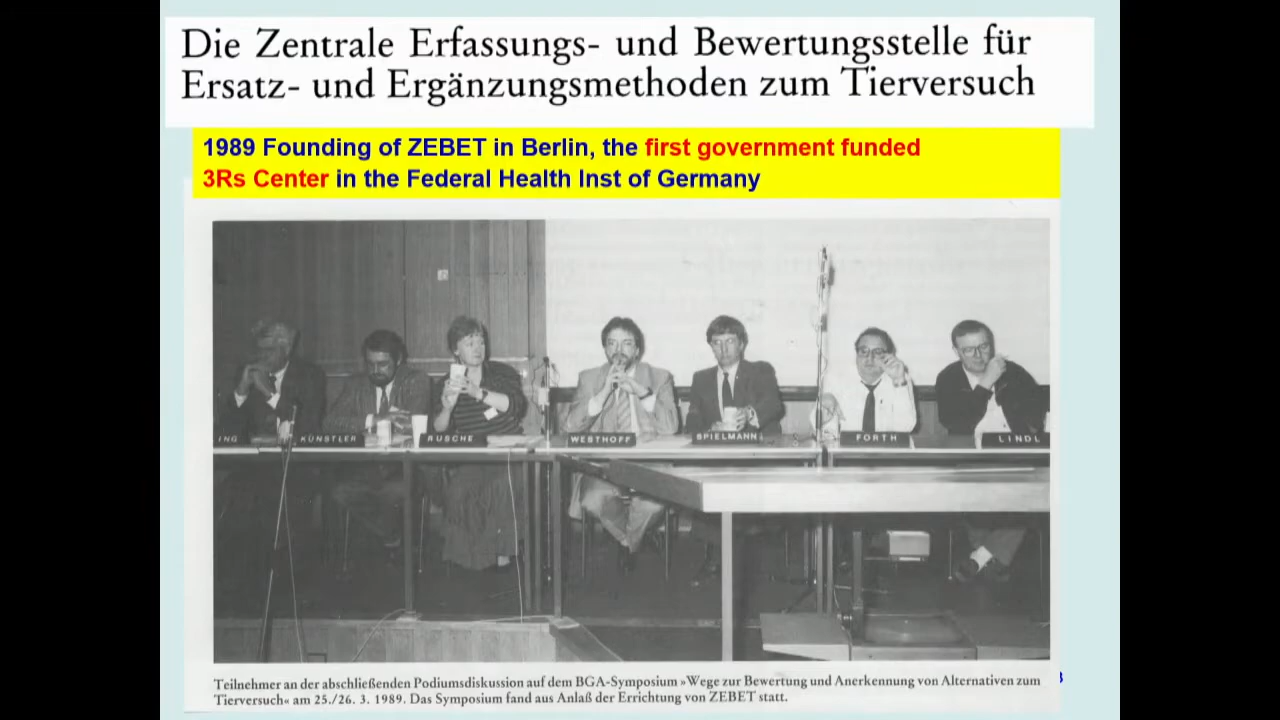 Die Zentrale Erfassungs- und Bewertungsstelle für
Ersatz- und Ergänzungsmethoden zum Tierversuch
1989 Founding of ZEBET in Berlin, the first government funded
3Rs Center in the Federal Health Inst of Germany
ING KÜNSTLER RUSCHE WESTHOFF SPIELMANN FORTH LINDL
Teilnehmer an der abschließenden Podiumsdiskussion auf dem BGA-Symposium »Wege zur Bewertung und Anerkennung von Alternativen zum
Tierversuch« am 25./26. 3. 1989. Das Symposium fand aus Anlaß der Errichtung von ZEBET statt.